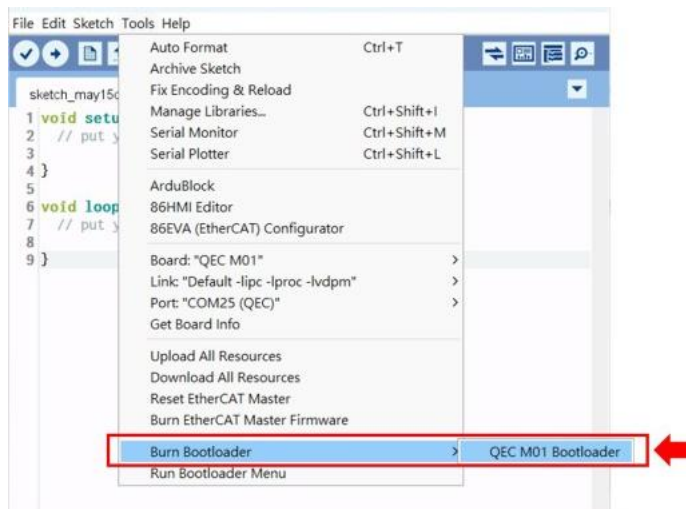 File Edit Sketch Tools Help
sketch_may15
1 void setu
2 // put y
3
4 }
5
6 void loop
7 // put y
8
9 }
Auto Format Ctrl+T
Archive Sketch
Fix Encoding & Reload
Manage Libraries... Ctrl+Shift+I
Serial Monitor Ctrl+Shift+M
Serial Plotter Ctrl+Shift+L
ArduBlock
86HMI Editor
86EVA (EtherCAT) Configurator
Board: "QEC M01" >
Link: "Default -lipc -lproc -lvdpm" >
Port: "COM25 (QEC)" >
Get Board Info
Upload All Resources
Download All Resources
Reset EtherCAT Master
Burn EtherCAT Master Firmware
Burn Bootloader > QEC M01 Bootloader
Run Bootloader Menu